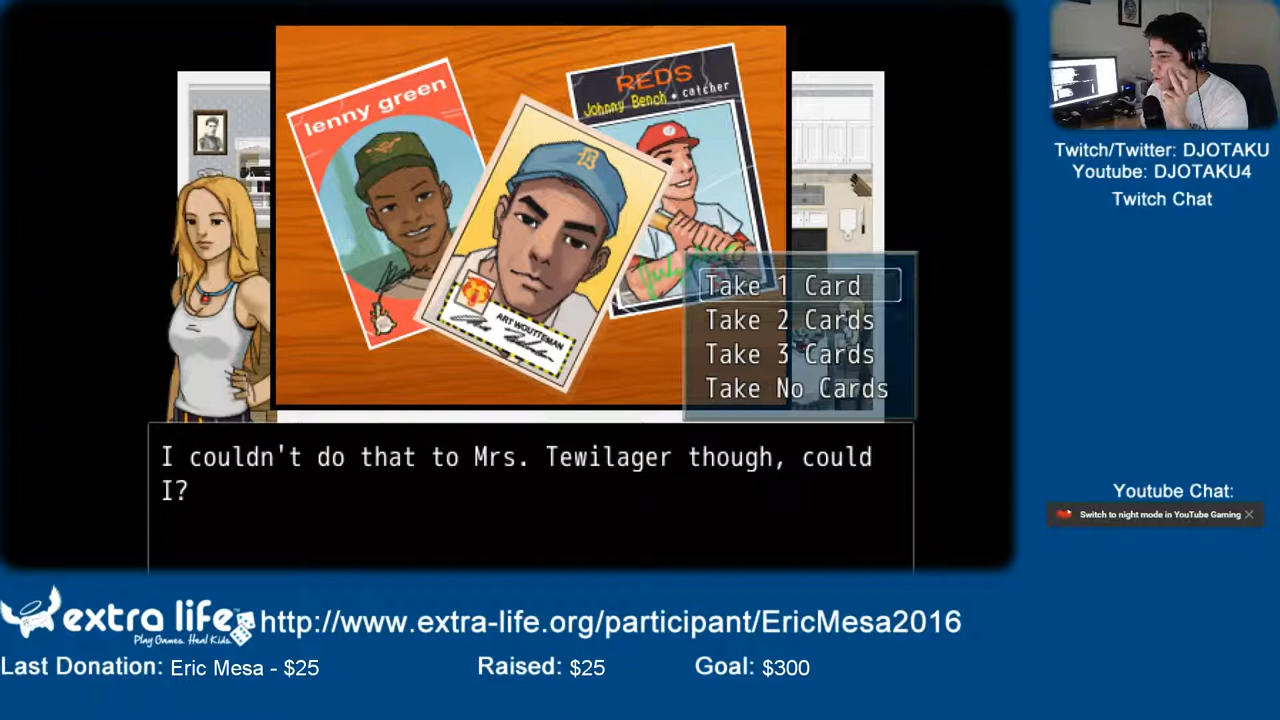 lenny green
REDS
Johnny Bench • catcher
ART WOUTTEMAN
Take 1 Card
Take 2 Cards
Take 3 Cards
Take No Cards
I couldn't do that to Mrs. Tewilager though, could
I?
Twitch/Twitter: DJOTAKU
Youtube: DJOTAKU4
Twitch Chat
Youtube Chat:
Switch to night mode in YouTube Gaming
extra life
Play Games. Heal Kids.
http://www.extra-life.org/participant/EricMesa2016
Last Donation: Eric Mesa - $25
Raised: $25
Goal: $300